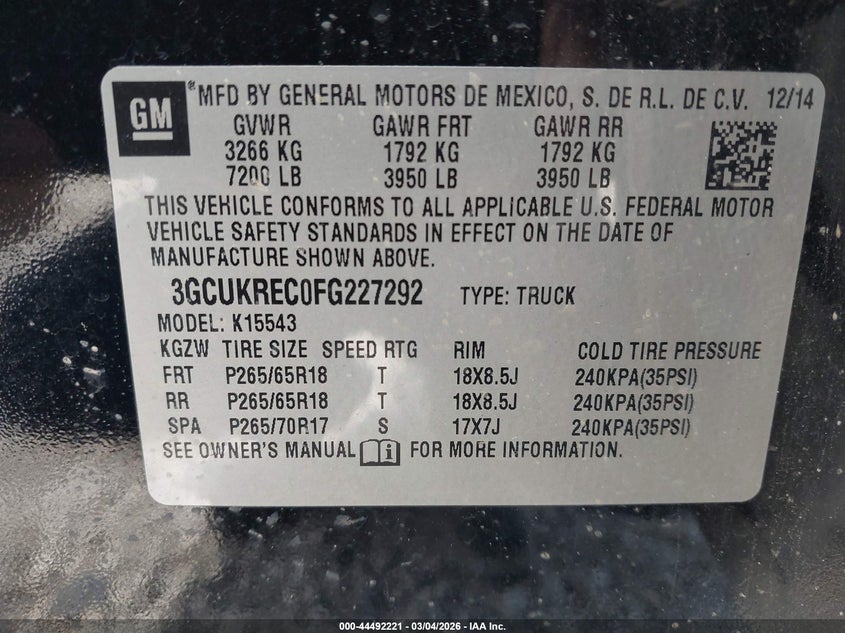 GM
® MFD BY GENERAL MOTORS DE MEXICO, S. DE R.L. DE C.V. 12/14
GVWR GAWR FRT GAWR RR
3266 KG 1792 KG 1792 KG
7200 LB 3950 LB 3950 LB
THIS VEHICLE CONFORMS TO ALL APPLICABLE U.S. FEDERAL MOTOR
VEHICLE SAFETY STANDARDS IN EFFECT ON THE DATE OF
MANUFACTURE SHOWN ABOVE.
3GCUKREC0FG227292 TYPE: TRUCK
MODEL: K15543
KGZW TIRE SIZE SPEED RTG RIM COLD TIRE PRESSURE
FRT P265/65R18 T 18X8.5J 240KPA(35PSI)
RR P265/65R18 T 18X8.5J 240KPA(35PSI)
SPA P265/70R17 S 17X7J 240KPA(35PSI)
SEE OWNER'S MANUAL i FOR MORE INFORMATION.
000-44492221 - 03/04/2026 - IAA Inc.